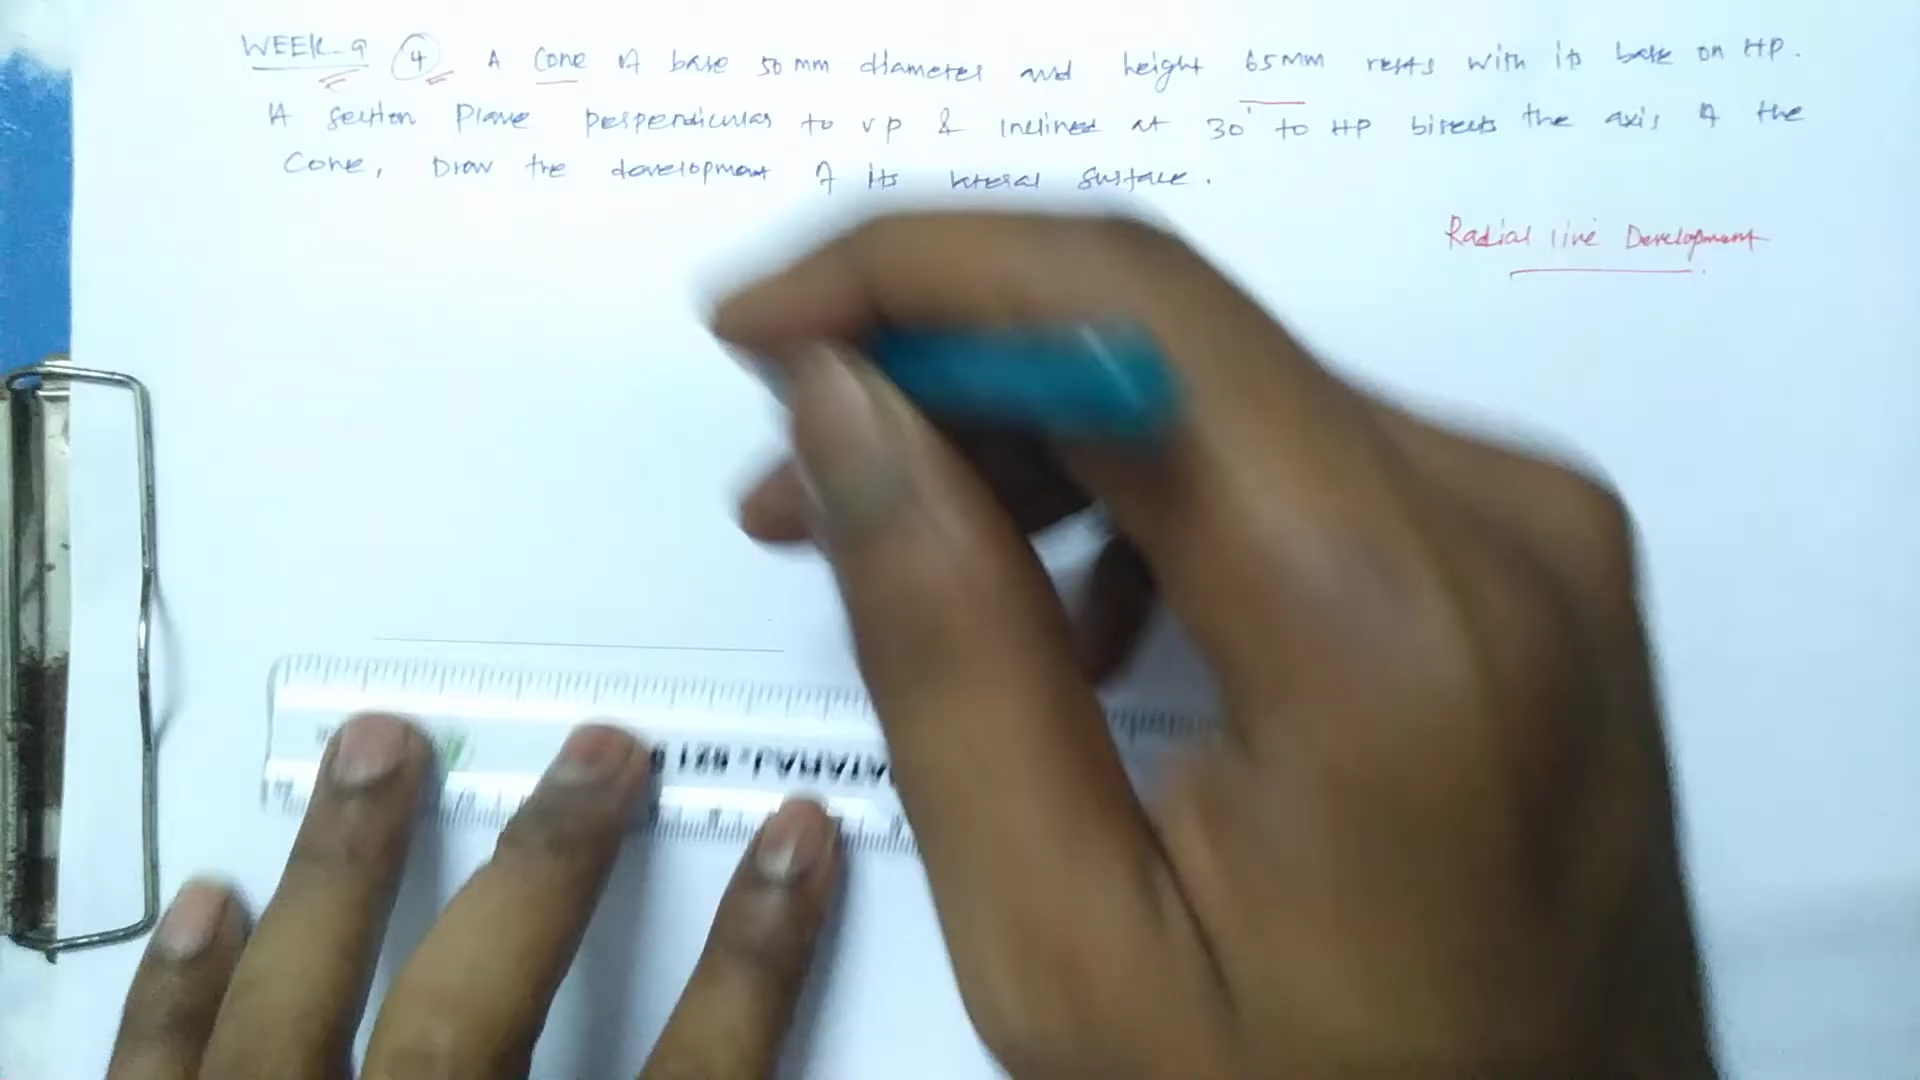 WEEK-9 4 A Cone of base 50 mm diameter and height 65mm rests with its base on HP.
A section Plane perpendicular to VP & Inclined at 30° to HP bisects the axis of the
Cone, Draw the development of its lateral surface.
Radial line Development